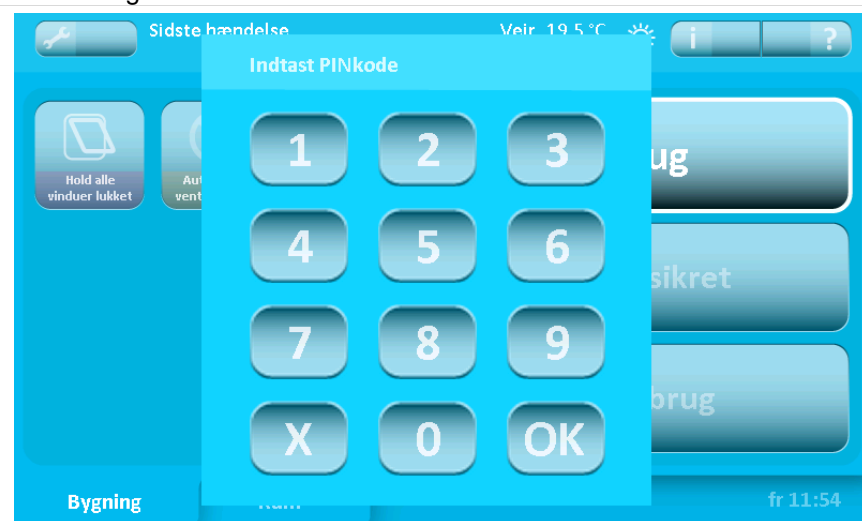 Sidste hændelse
Vejr 19.5 °C
i
?
Indtast PINkode
1 2 3
4 5 6
7 8 9
X 0 OK
Hold alle
vinduer lukket
ug
sikret
brug
Bygning
fr 11:54